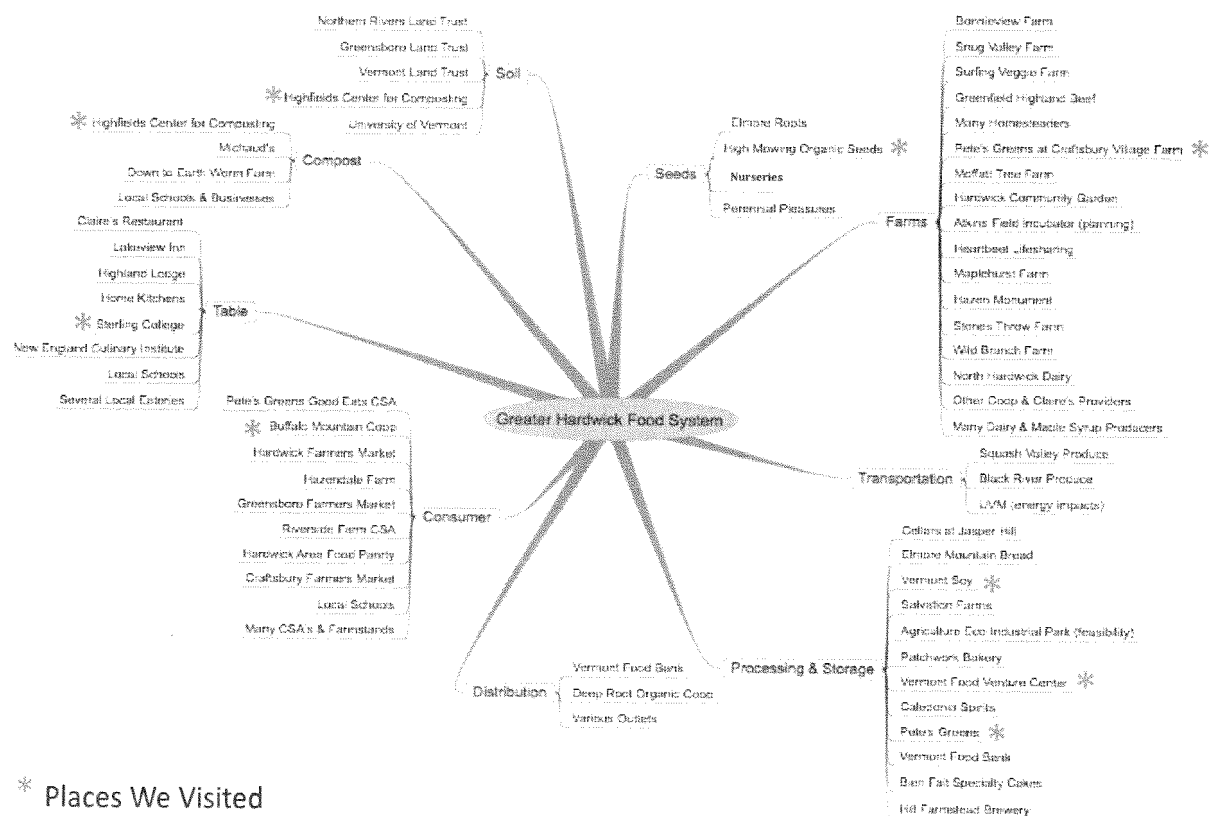 Northern Rivers Land Trust
Greensboro Land Trust
Vermont Land Trust
* Highfields Center for Composting
University of Vermont
Soil
* Highfields Center for Composting
Michaud's
Down to Earth Worm Farm
Local Schools & Businesses
Compost
Claire's Restaurant
Lakeview Inn
Highland Lodge
Home Kitchens
* Sterling College
New England Culinary Institute
Local Schools
Several Local Eateries
Table
Pete's Greens Good Eats CSA
* Buffalo Mountain Coop
Hardwick Farmers Market
Hazendale Farm
Greensboro Farmers Market
Riverside Farm CSA
Hardwick Area Food Pantry
Craftsbury Farmers Market
Local Schools
Many CSA's & Farmstands
Consumer
Greater Hardwick Food System
Distribution
Vermont Food Bank
Deep Root Organic Coop
Various Outlets
Seeds
Elmore Roots
High Mowing Organic Seeds *
Nurseries
Perennial Pleasures
Farms
Bonnieview Farm
Snug Valley Farm
Surfing Veggie Farm
Greenfield Highland Beef
Many Homesteaders
Pete's Greens at Craftsbury Village Farm *
Moffatt Tree Farm
Hardwick Community Garden
Atkins Field Incubator (planning)
Heartbeat Lifesharing
Maplehurst Farm
Hazen Monument
Stones Throw Farm
Wild Branch Farm
North Hardwick Dairy
Other Coop & Claire's Providers
Many Dairy & Maple Syrup Producers
Transportation
Squash Valley Produce
Black River Produce
UVM (energy impacts)
Processing & Storage
Cellars at Jasper Hill
Elmore Mountain Bread
Vermont Soy *
Salvation Farms
Agriculture Eco Industrial Park (feasibility)
Patchwork Bakery
Vermont Food Venture Center *
Caledonia Spirits
Pete's Greens *
Vermont Food Bank
Bien Fait Specialty Cakes
Hill Farmstead Brewery
* Places We Visited